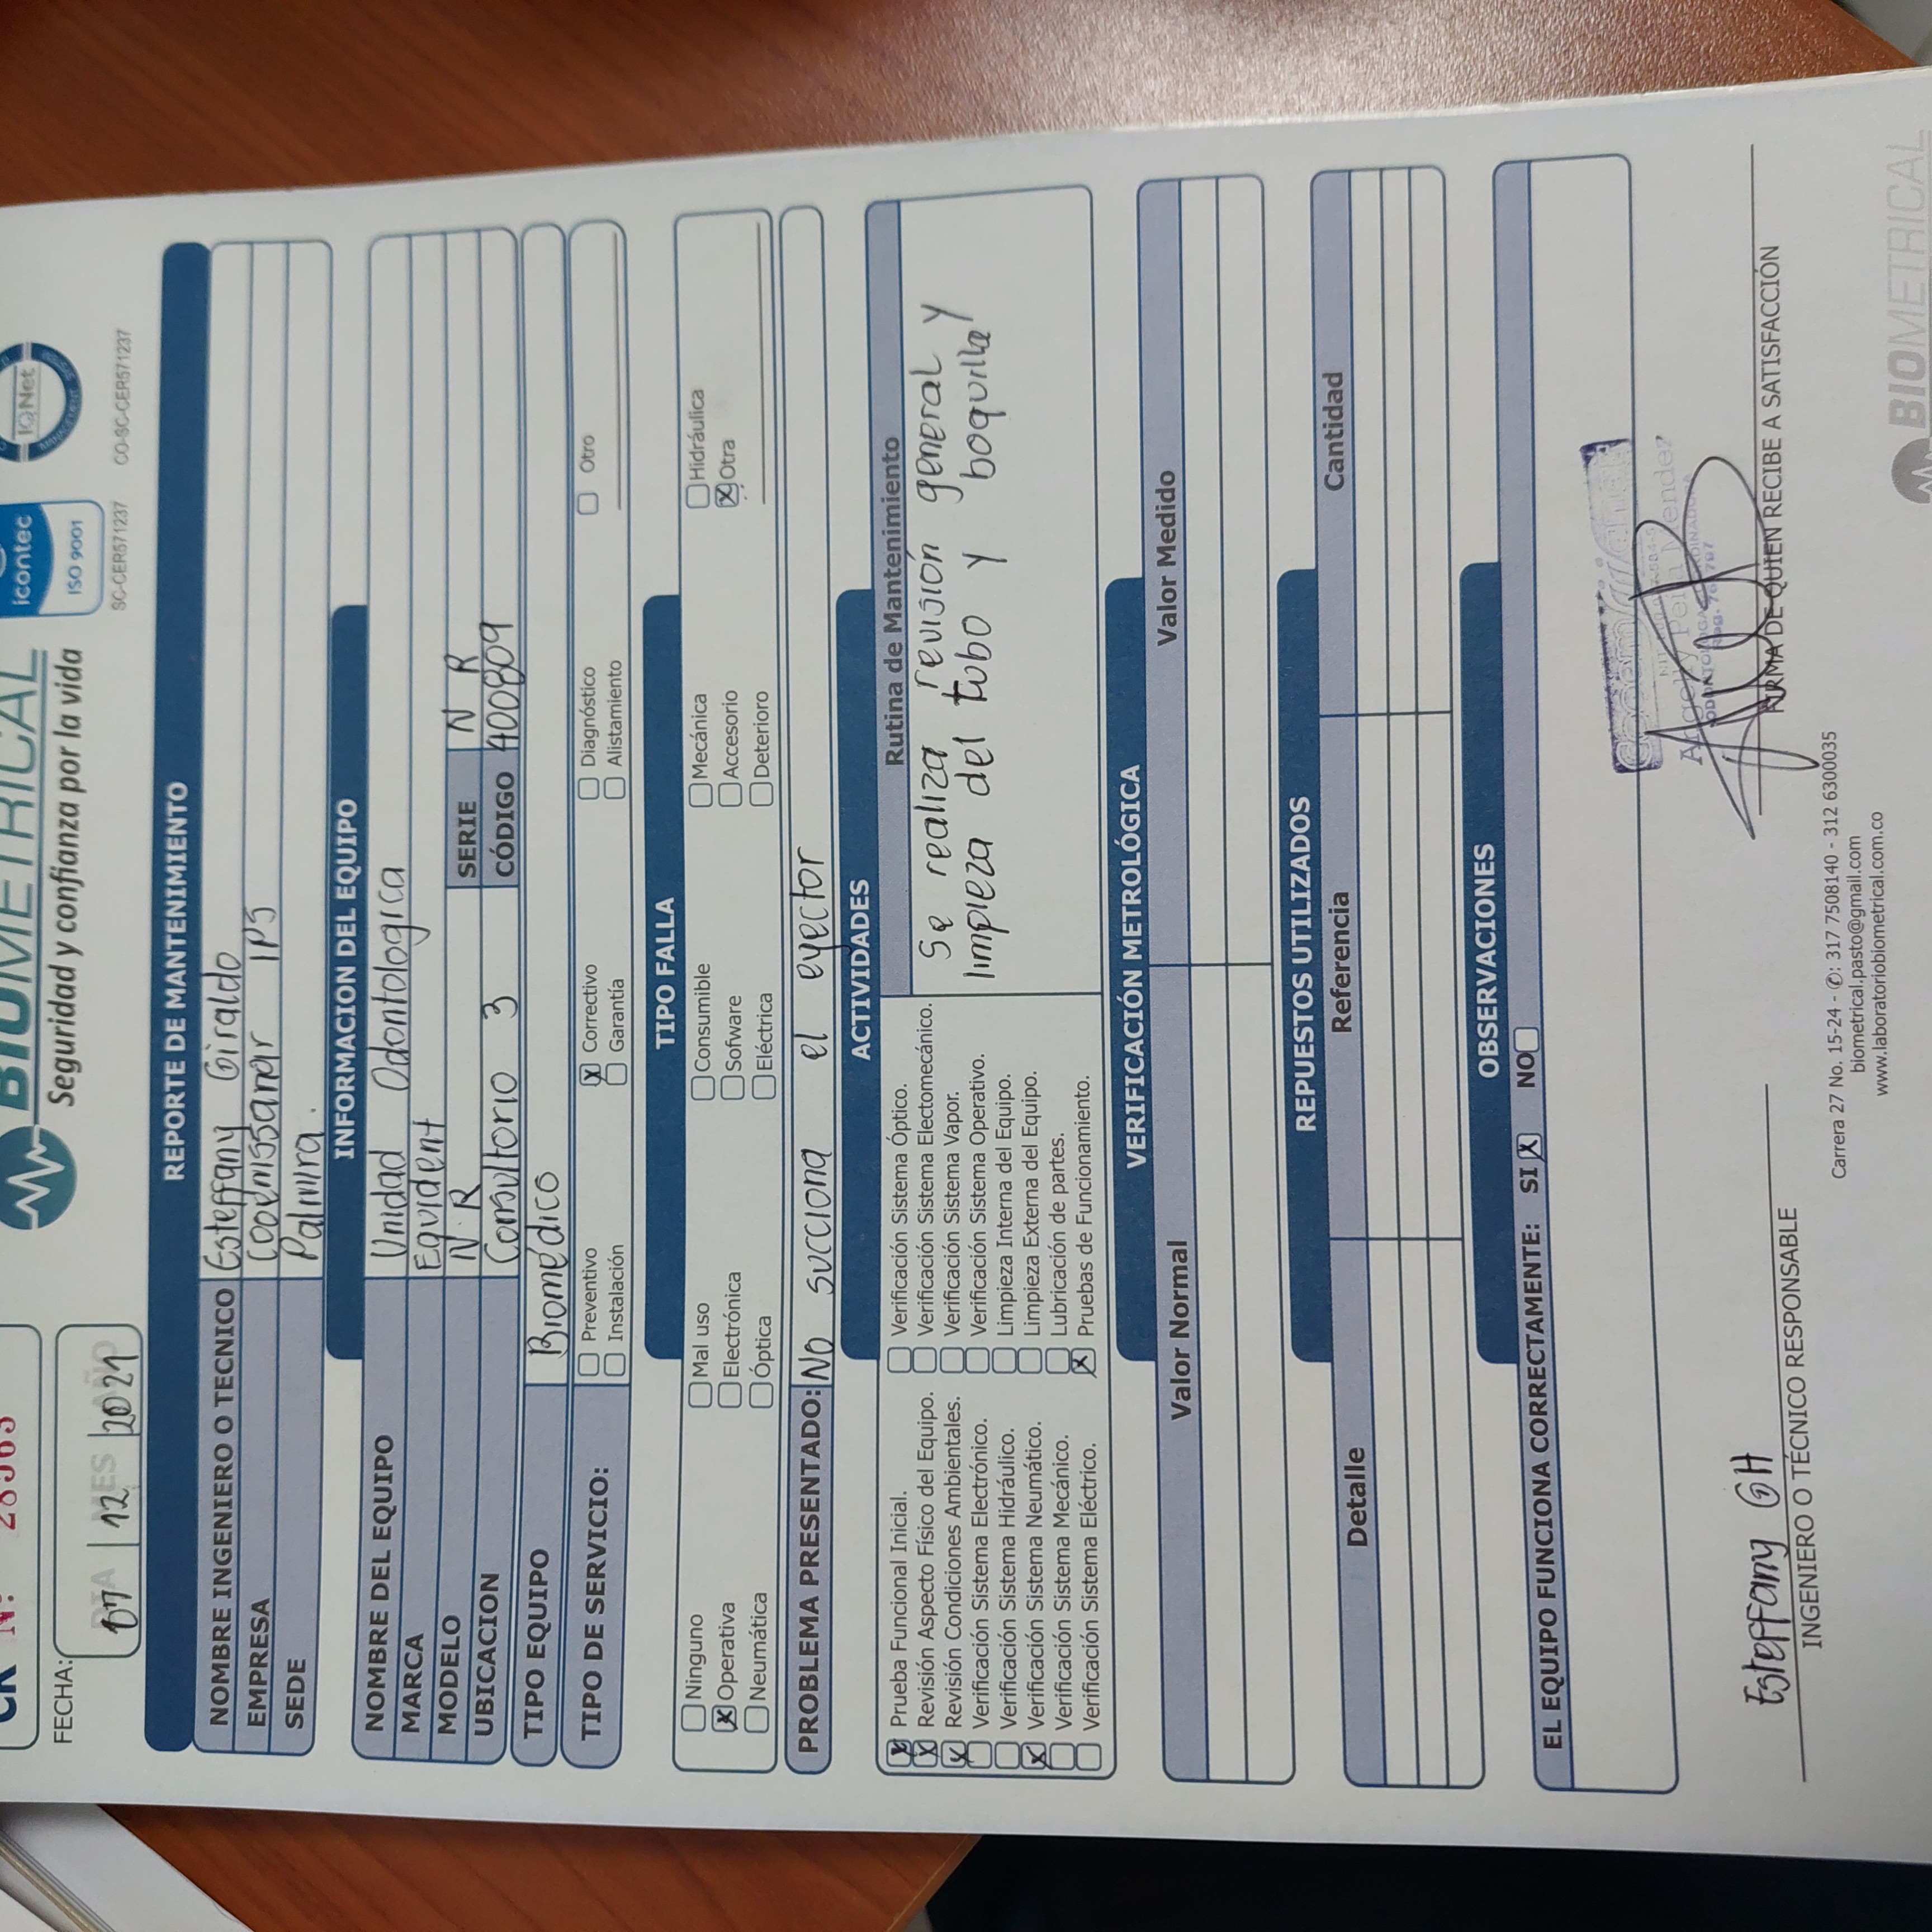 CR N:
FECHA:
DIA MES AÑO
07 12 2021
BIOMETRICAL
Seguridad y confianza por la vida
icontec
ISO 9001
SC-CER571237
IQNet
CO-SC-CER571237
REPORTE DE MANTENIMIENTO
NOMBRE INGENIERO O TECNICO Esteffany Giraldo
EMPRESA Cooemssanar IPS
SEDE Palmira.
INFORMACION DEL EQUIPO
NOMBRE DEL EQUIPO Unidad Odontologica
MARCA Equident
MODELO N R SERIE N R
UBICACION Consultorio 3 CÓDIGO 400809
TIPO EQUIPO Biomédico
TIPO DE SERVICIO:
Preventivo X Correctivo Diagnóstico Otro
Instalación Garantía Alistamiento
TIPO FALLA
Ninguno Mal uso Consumible Mecánica Hidráulica
X Operativa Electrónica Sofware Accesorio X Otra
Neumática Óptica Eléctrica Deterioro
PROBLEMA PRESENTADO: No succiona el eyector
ACTIVIDADES
X Prueba Funcional Inicial.
X Revisión Aspecto Físico del Equipo.
X Revisión Condiciones Ambientales.
Verificación Sistema Electrónico.
Verificación Sistema Hidráulico.
X Verificación Sistema Neumático.
Verificación Sistema Mecánico.
Verificación Sistema Eléctrico.
Verificación Sistema Óptico.
Verificación Sistema Electomecánico.
Verificación Sistema Vapor.
Verificación Sistema Operativo.
Limpieza Interna del Equipo.
Limpieza Externa del Equipo.
Lubricación de partes.
X Pruebas de Funcionamiento.
Rutina de Mantenimiento
Se realiza revisión general y
limpieza del tubo y boquilla
VERIFICACIÓN METROLÓGICA
Valor Normal Valor Medido
REPUESTOS UTILIZADOS
Detalle Referencia Cantidad
OBSERVACIONES
EL EQUIPO FUNCIONA CORRECTAMENTE: SI X NO
Angelly Peña Mendez
ODONTÓLOGA COORDINADORA
Esteffany GH
INGENIERO O TÉCNICO RESPONSABLE
FIRMA DE QUIEN RECIBE A SATISFACCIÓN
Carrera 27 No. 15-24 - ✆: 317 7508140 - 312 6300035
biometrical.pasto@gmail.com
www.laboratoriobiometrical.com.co
BIOMETRICAL